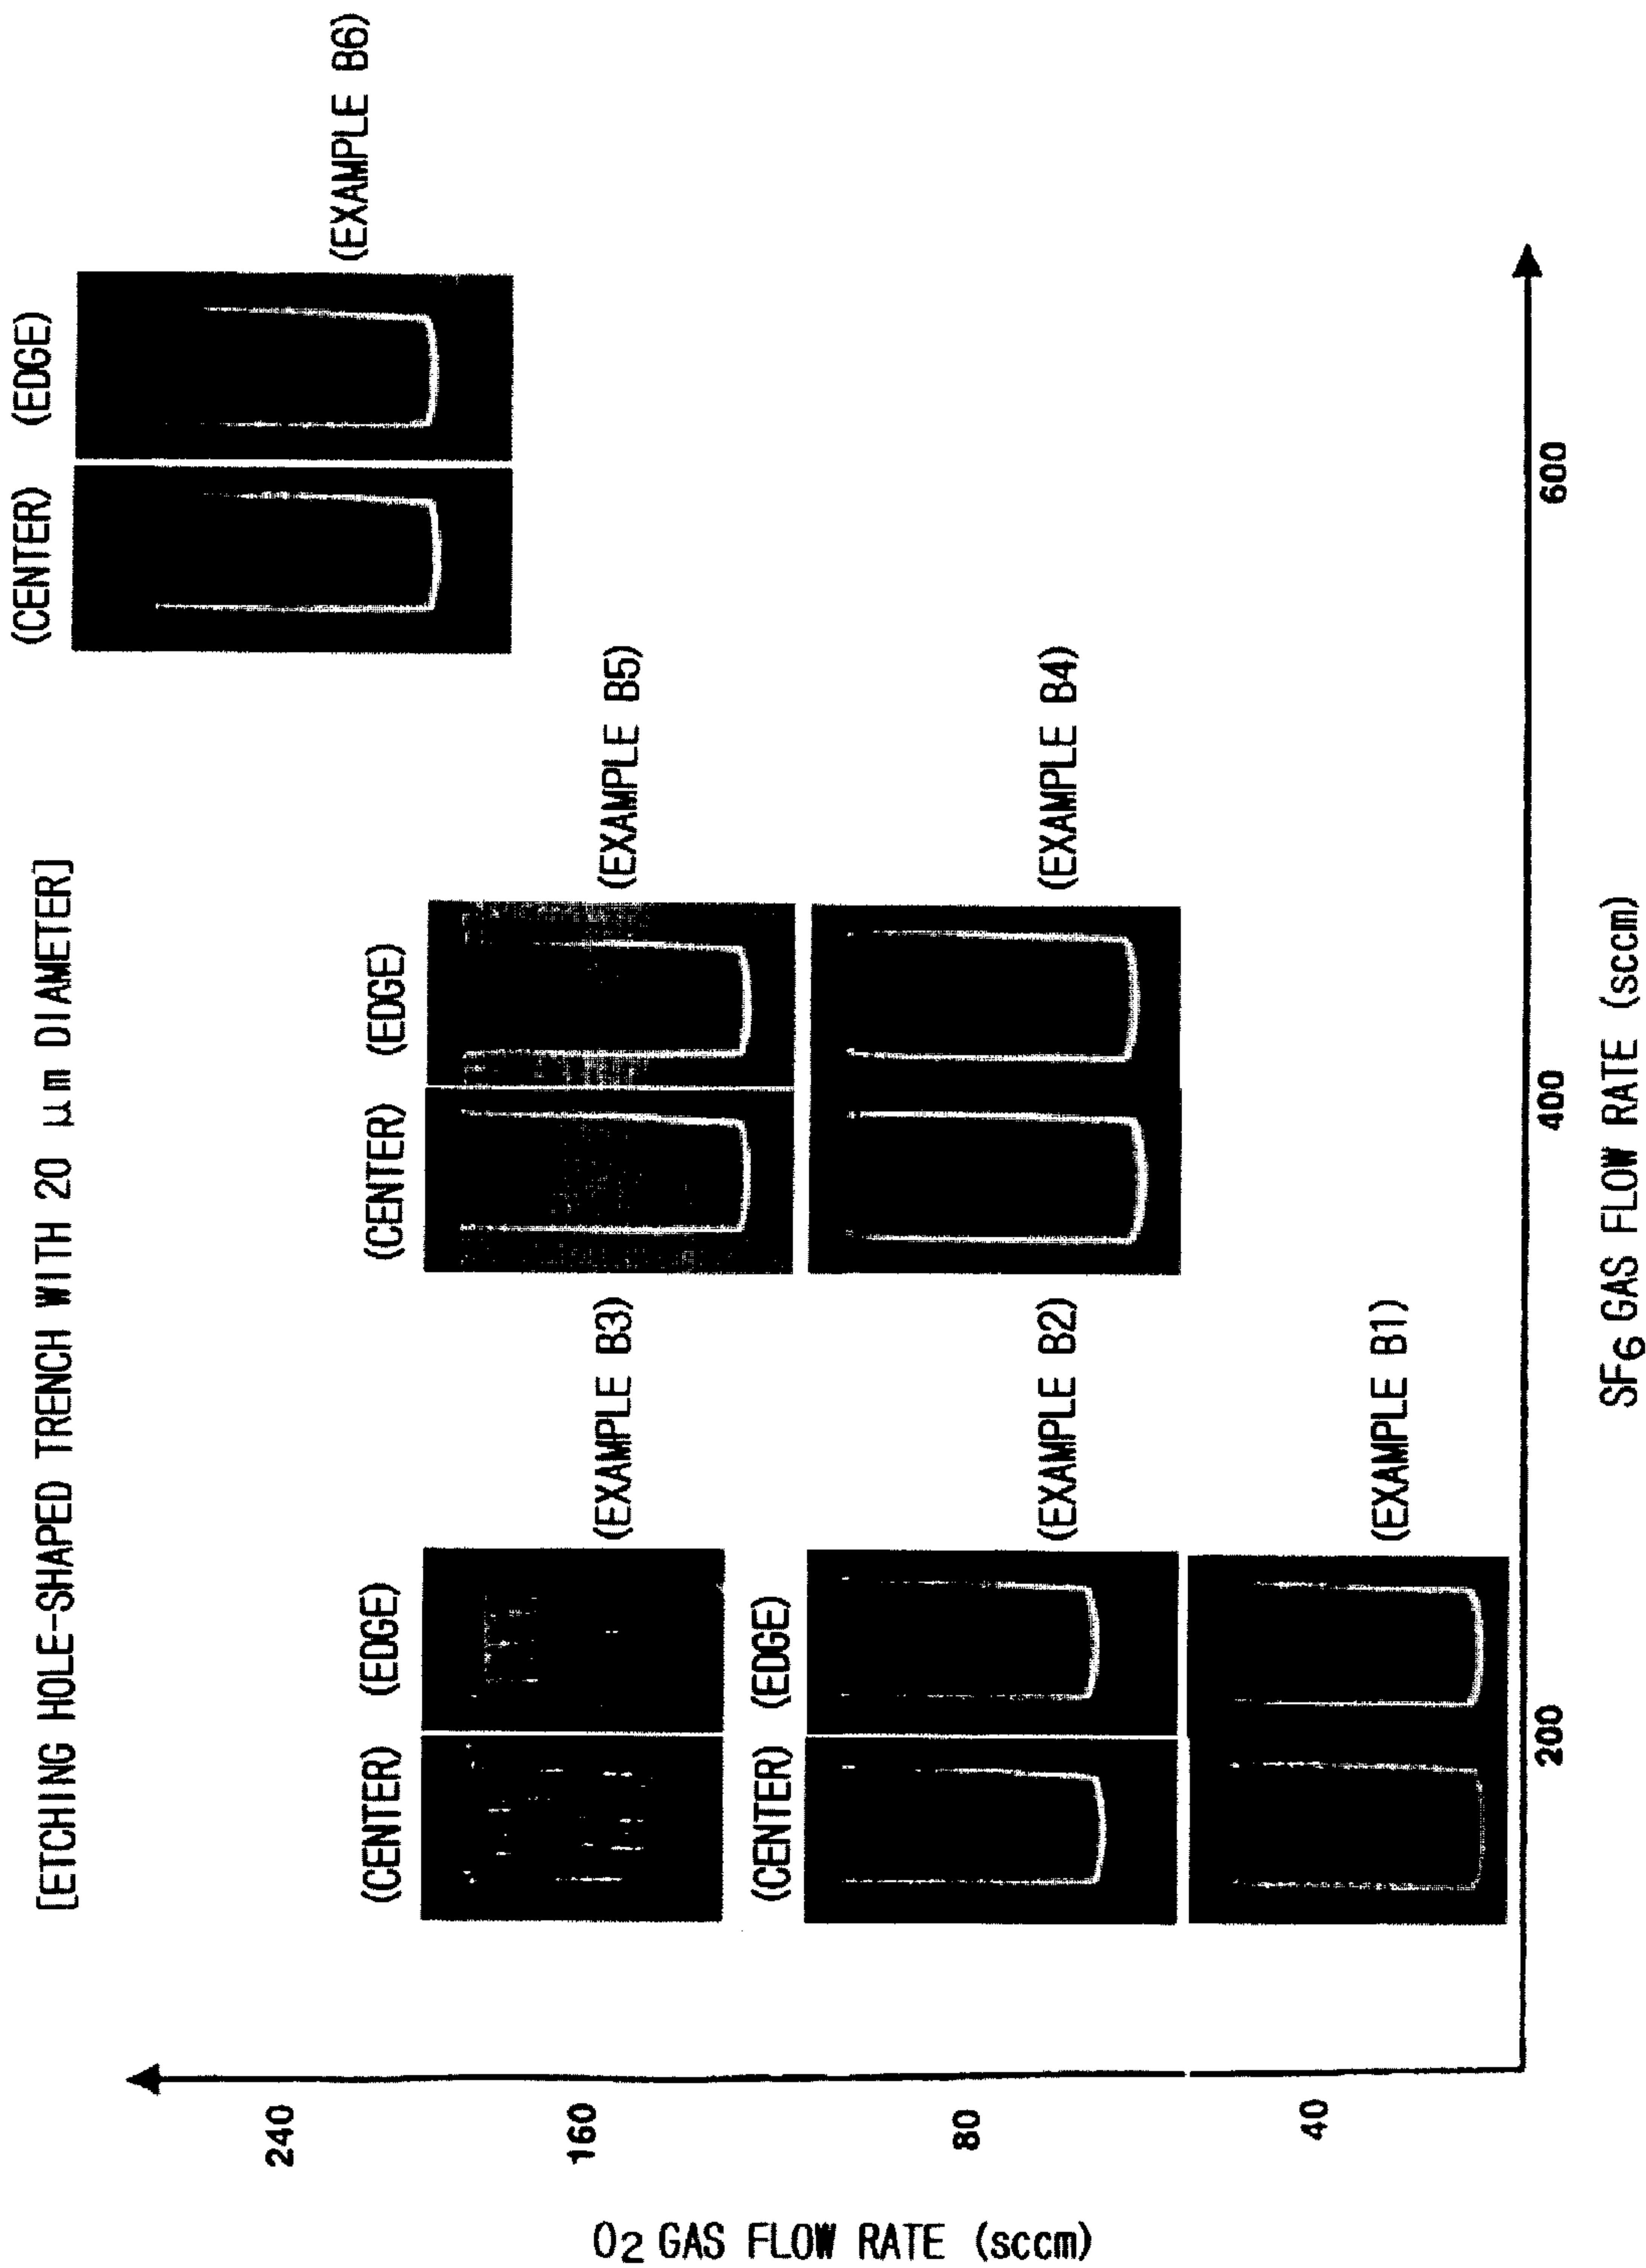 [ETCHING HOLE-SHAPED TRENCH WITH 20 μm DIAMETER]
(CENTER) (EDGE)
(EXAMPLE B6)
(CENTER) (EDGE)
(EXAMPLE B3)
(CENTER) (EDGE)
(EXAMPLE B5)
(CENTER) (EDGE)
(EXAMPLE B2)
(EXAMPLE B4)
(EXAMPLE B1)
240
160
80
40
O2 GAS FLOW RATE (sccm)
200
400
600
SF6 GAS FLOW RATE (sccm)